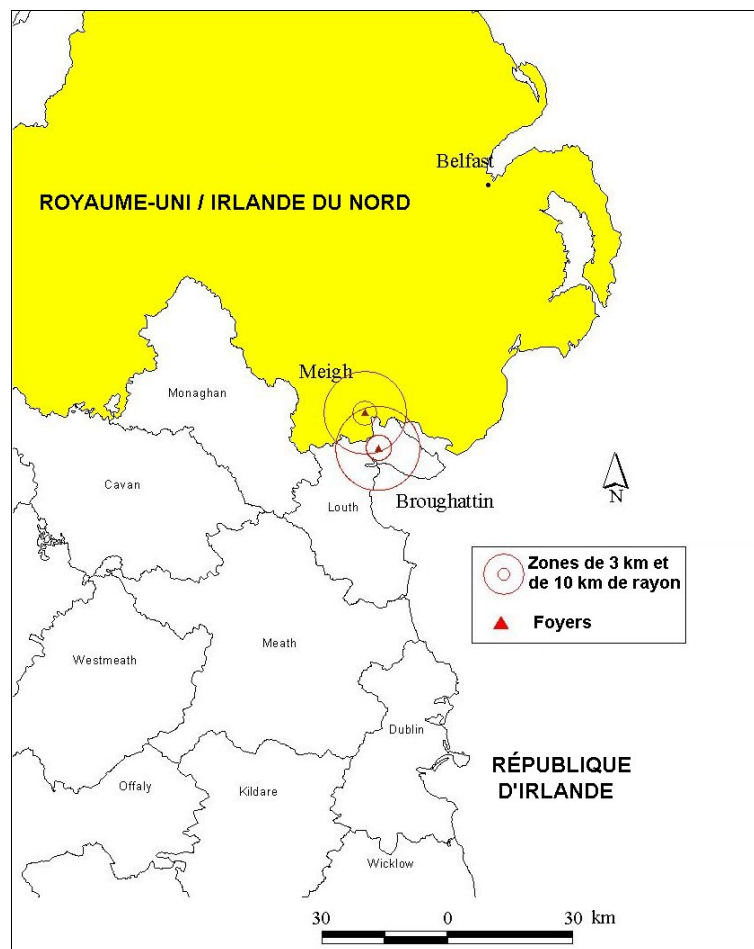 Belfast
ROYAUME-UNI / IRLANDE DU NORD
Meigh
Monaghan
Cavan
Louth
Broughattin
N
Zones de 3 km et
de 10 km de rayon
Foyers
Meath
Westmeath
Dublin
RÉPUBLIQUE
D'IRLANDE
Offaly
Kildare
Wicklow
30 0 30 km